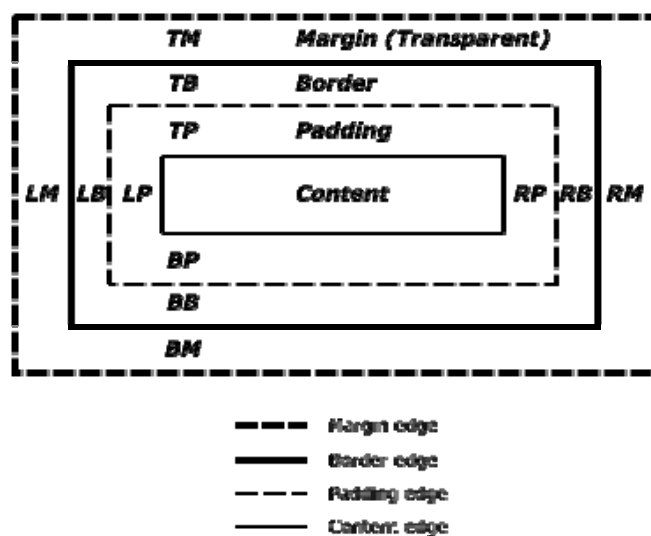 TM Margin (Transparent)
TB Border
TP Padding
LM LB LP Content RP RB RM
BP
BB
BM
Margin edge
Border edge
Padding edge
Content edge